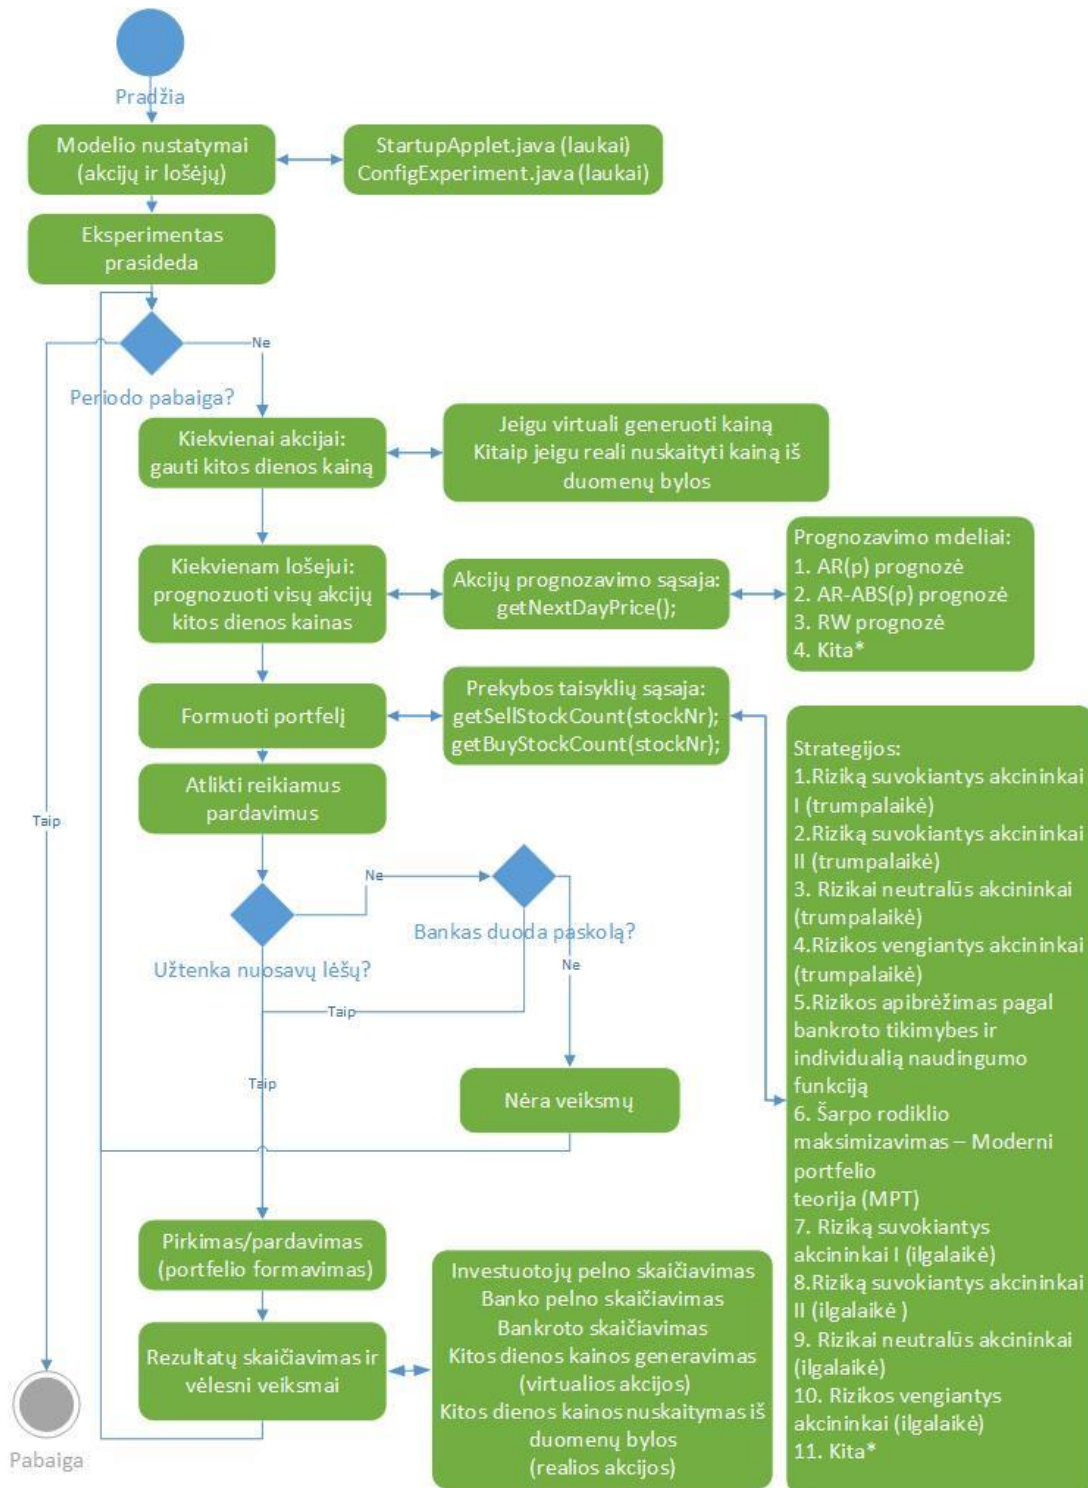 Pradžia
Modelio nustatymai
(akcijų ir lošėjų)
StartupApplet.java (laukai)
ConfigExperiment.java (laukai)
Eksperimentas
prasideda
Ne
Periodo pabaiga?
Kiekvienai akcijai:
gauti kitos dienos kainą
Jeigu virtuali generuoti kainą
Kitaip jeigu reali nuskaityti kainą iš
duomenų bylos
Kiekvienam lošejui:
prognozuoti visų akcijų
kitos dienos kainas
Akcijų prognozavimo sąsaja:
getNextDayPrice();
Prognozavimo mdeliai:
1. AR(p) prognozė
2. AR-ABS(p) prognozė
3. RW prognozė
4. Kita*
Formuoti portfelį
Prekybos taisyklių sąsaja:
getSellStockCount(stockNr);
getBuyStockCount(stockNr);
Atlikti reikiamus
pardavimus
Taip
Ne
Bankas duoda paskolą?
Užtenka nuosavų lėšų?
Ne
Taip
Taip
Nėra veiksmų
Strategijos:
1.Riziką suvokiantys akcininkai
I (trumpalaikė)
2.Riziką suvokiantys akcininkai
II (trumpalaikė)
3. Rizikai neutralūs akcininkai
(trumpalaikė)
4.Rizikos vengiantys akcininkai
(trumpalaikė)
5.Rizikos apibrėžimas pagal
bankroto tikimybes ir
individualią naudingumo
funkciją
6. Šarpo rodiklio
maksimizavimas – Moderni
portfelio
teorija (MPT)
7. Riziką suvokiantys
akcininkai I (ilgalaikė)
8.Riziką suvokiantys akcininkai
II (ilgalaikė )
9. Rizikai neutralūs akcininkai
(ilgalaikė)
10. Rizikos vengiantys
akcininkai (ilgalaikė)
11. Kita*
Pirkimas/pardavimas
(portfelio formavimas)
Rezultatų skaičiavimas ir
vėlesni veiksmai
Investuotojų pelno skaičiavimas
Banko pelno skaičiavimas
Bankroto skaičiavimas
Kitos dienos kainos generavimas
(virtualios akcijos)
Kitos dienos kainos nuskaitymas iš
duomenų bylos
(realios akcijos)
Pabaiga